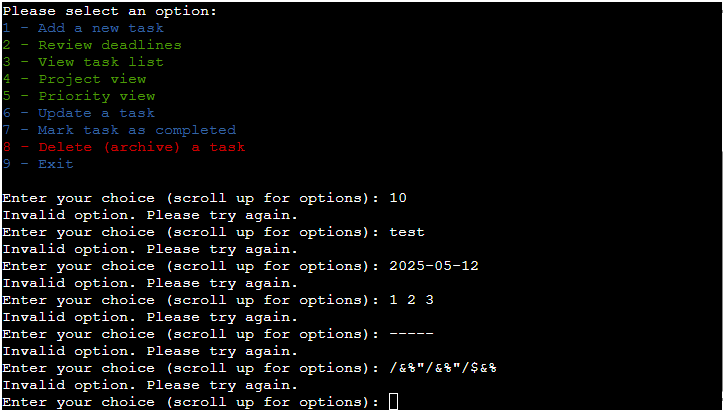 Please select an option:
1 - Add a new task
2 - Review deadlines
3 - View task list
4 - Project view
5 - Priority view
6 - Update a task
7 - Mark task as completed
8 - Delete (archive) a task
9 - Exit
Enter your choice (scroll up for options): 10
Invalid option. Please try again.
Enter your choice (scroll up for options): test
Invalid option. Please try again.
Enter your choice (scroll up for options): 2025-05-12
Invalid option. Please try again.
Enter your choice (scroll up for options): 1 2 3
Invalid option. Please try again.
Enter your choice (scroll up for options): -----
Invalid option. Please try again.
Enter your choice (scroll up for options): /&%"/&%"/$&%
Invalid option. Please try again.
Enter your choice (scroll up for options):